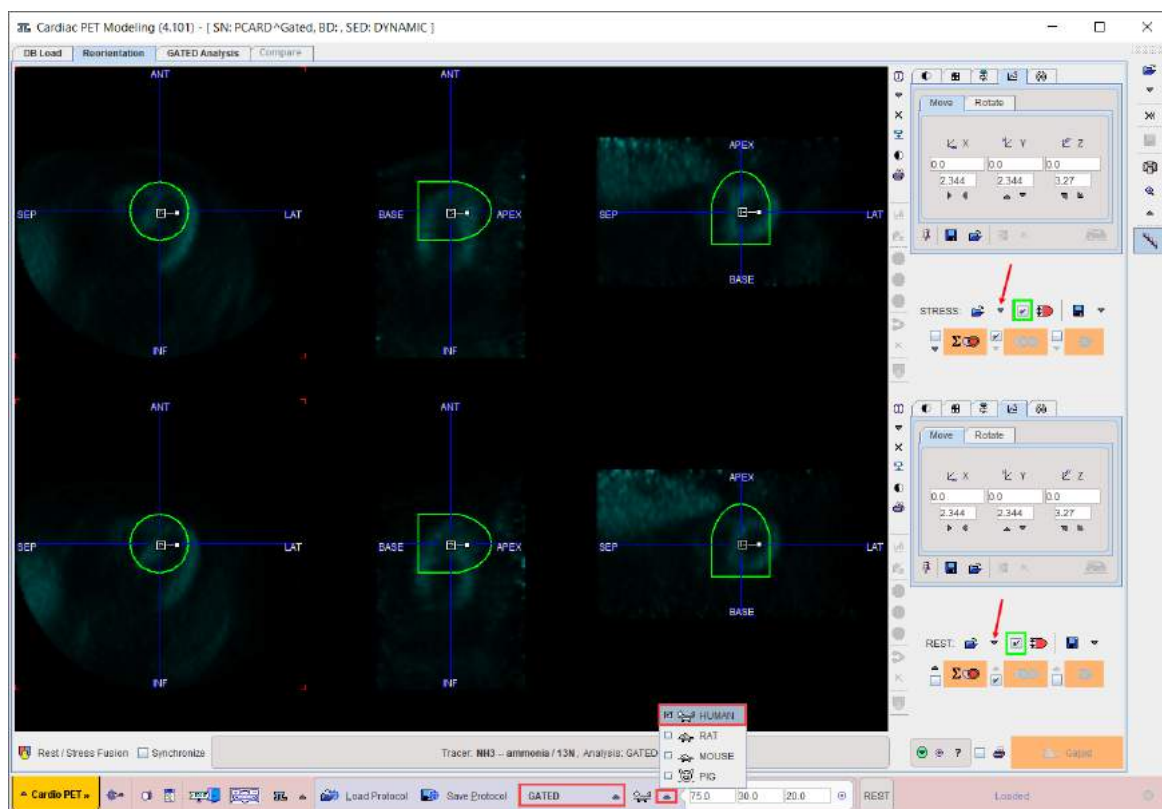 Cardiac PET Modeling (4.101) - [ SN: PCARD^Gated, BD: , SED: DYNAMIC ]
DB Load Reorientation GATED Analysis Compare
ANT ANT
SEP LAT BASE APEX
INF INF
APEX
SEP LAT
BASE
Move Rotate
X Y Z
0.0 0.0 0.0
2.344 2.344 3.27
STRESS:
Σ
ANT ANT
SEP LAT BASE APEX
INF INF
APEX
SEP LAT
BASE
Move Rotate
X Y Z
0.0 0.0 0.0
2.344 2.344 3.27
REST:
Σ
HUMAN
RAT
MOUSE
PIG
Rest / Stress Fusion Synchronize Tracer: NH3 – ammonia / 13N, Analysis: GATED ? Gated
Cardio PET Load Protocol Save Protocol GATED 75.0 30.0 20.0 REST Loaded